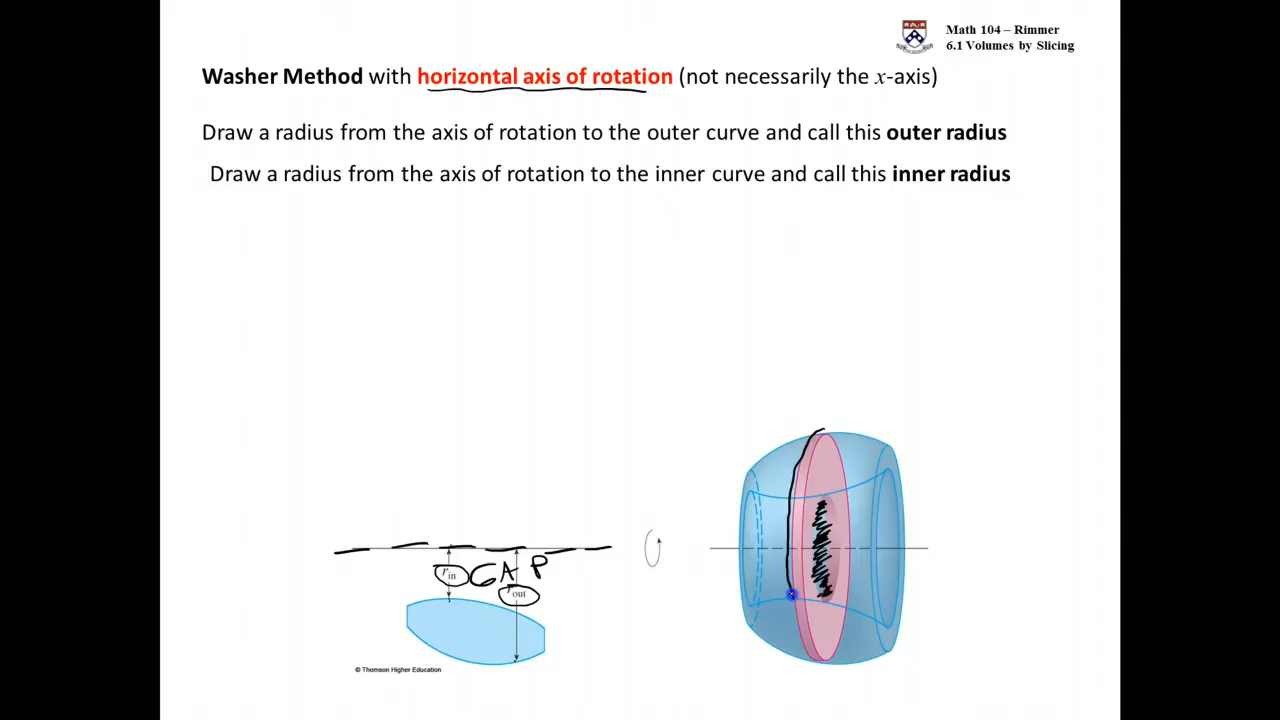 Math 104 – Rimmer
6.1 Volumes by Slicing
Washer Method with horizontal axis of rotation (not necessarily the x-axis)
Draw a radius from the axis of rotation to the outer curve and call this outer radius
Draw a radius from the axis of rotation to the inner curve and call this inner radius
r in GAP
r out
© Thomson Higher Education